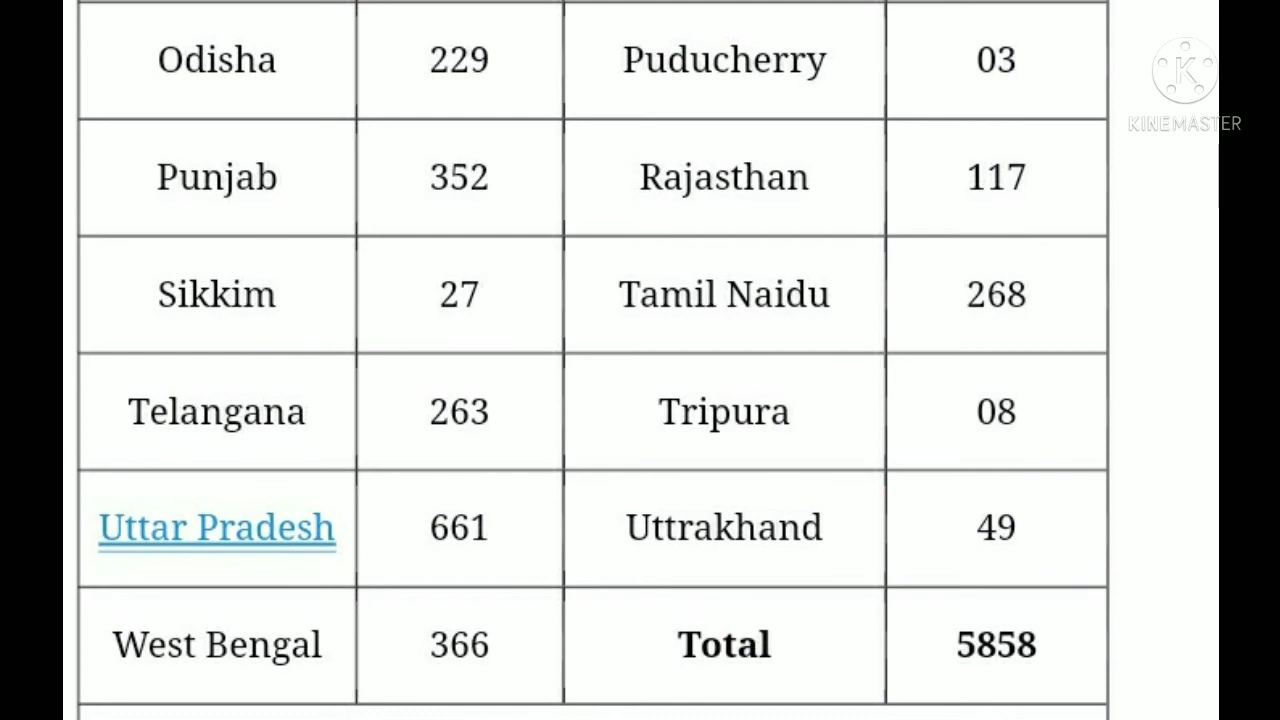 Odisha 229 Puducherry 03
Punjab 352 Rajasthan 117
Sikkim 27 Tamil Naidu 268
Telangana 263 Tripura 08
Uttar Pradesh 661 Uttrakhand 49
West Bengal 366 Total 5858
K
KINEMASTER